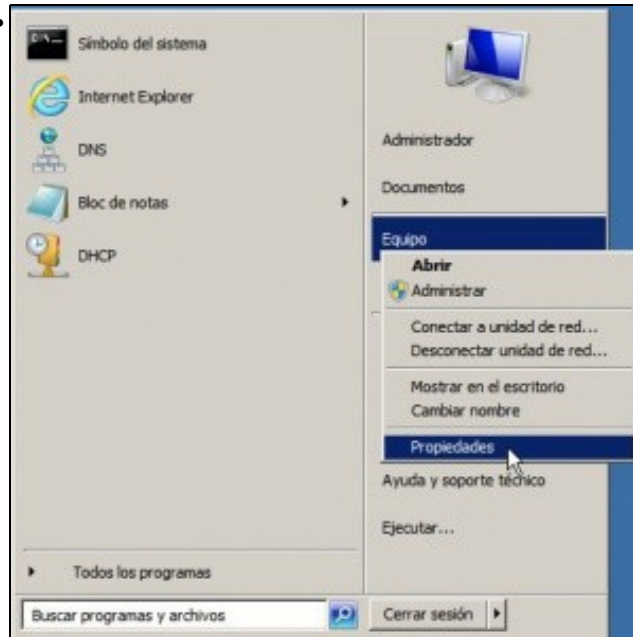 Símbolo del sistema
Internet Explorer
DNS
Bloc de notas
DHCP
Todos los programas
Buscar programas y archivos
Administrador
Documentos
Equipo
Abrir
Administrar
Conectar a unidad de red...
Desconectar unidad de red...
Mostrar en el escritorio
Cambiar nombre
Propiedades
Ayuda y soporte técnico
Ejecutar...
Cerrar sesión